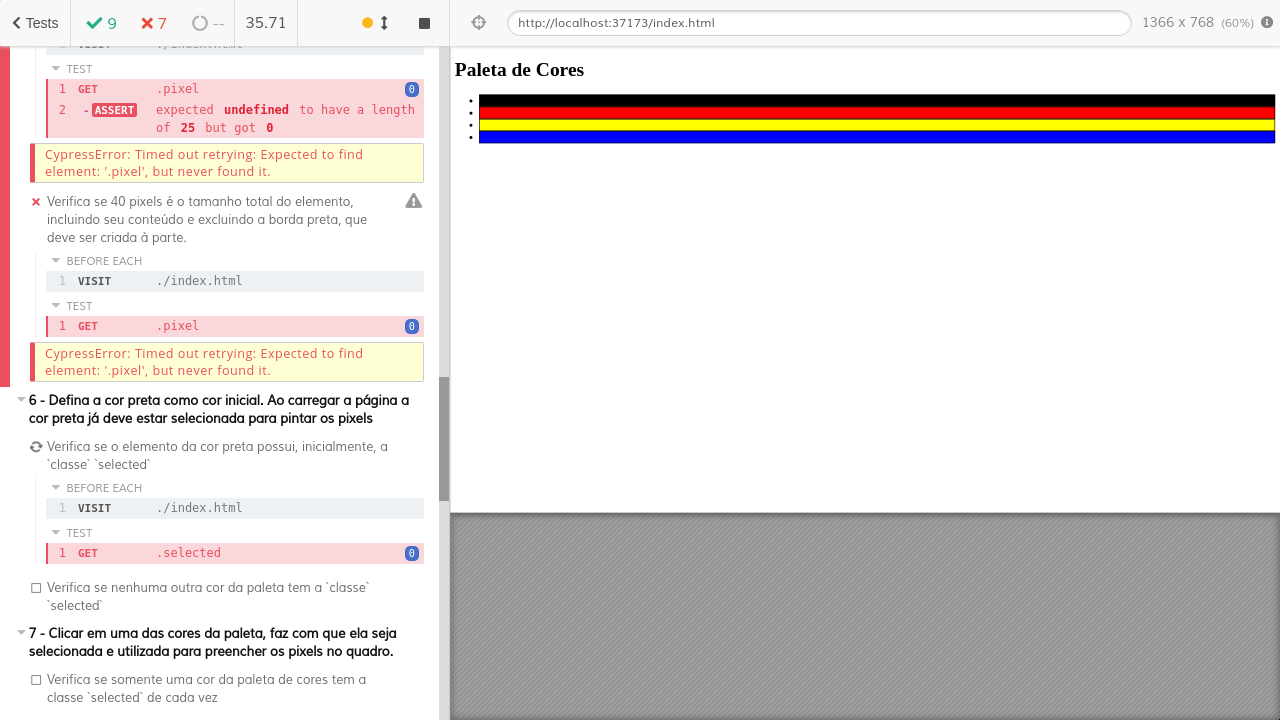 Tests
9
7
--
35.71
http://localhost:37173/index.html
1366 x 768 (60%)
1 VISIT ./index.html
TEST
1 GET .pixel 0
2 - ASSERT expected undefined to have a length
of 25 but got 0
CypressError: Timed out retrying: Expected to find
element: '.pixel', but never found it.
Verifica se 40 pixels é o tamanho total do elemento,
incluindo seu conteúdo e excluindo a borda preta, que
deve ser criada à parte.
BEFORE EACH
1 VISIT ./index.html
TEST
1 GET .pixel 0
CypressError: Timed out retrying: Expected to find
element: '.pixel', but never found it.
6 - Defina a cor preta como cor inicial. Ao carregar a página a
cor preta já deve estar selecionada para pintar os pixels
Verifica se o elemento da cor preta possui, inicialmente, a
`classe` `selected`
BEFORE EACH
1 VISIT ./index.html
TEST
1 GET .selected 0
Verifica se nenhuma outra cor da paleta tem a `classe`
`selected`
7 - Clicar em uma das cores da paleta, faz com que ela seja
selecionada e utilizada para preencher os pixels no quadro.
Verifica se somente uma cor da paleta de cores tem a
classe `selected` de cada vez
Paleta de Cores